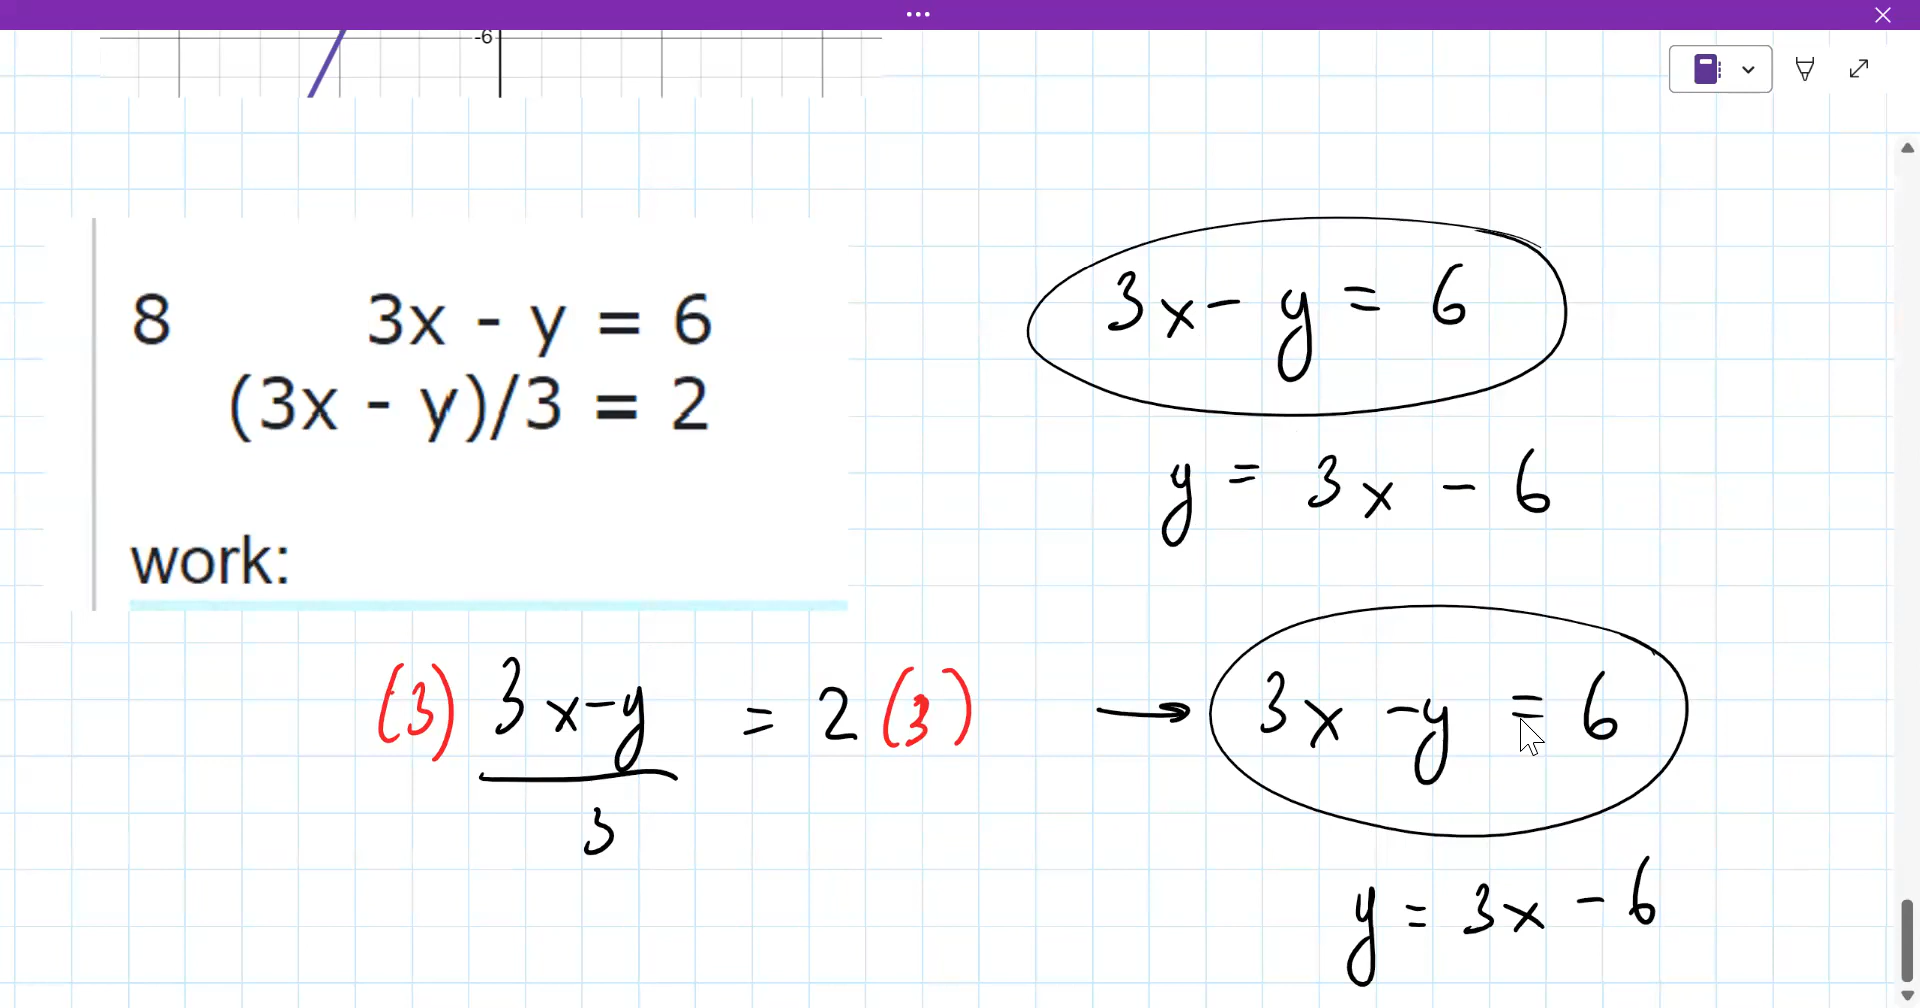 -6
8 3x - y = 6
(3x - y)/3 = 2
work:
3x - y = 6
y = 3x - 6
(3) 3x-y = 2 (3) → 3x - y = 6
3
y = 3x - 6